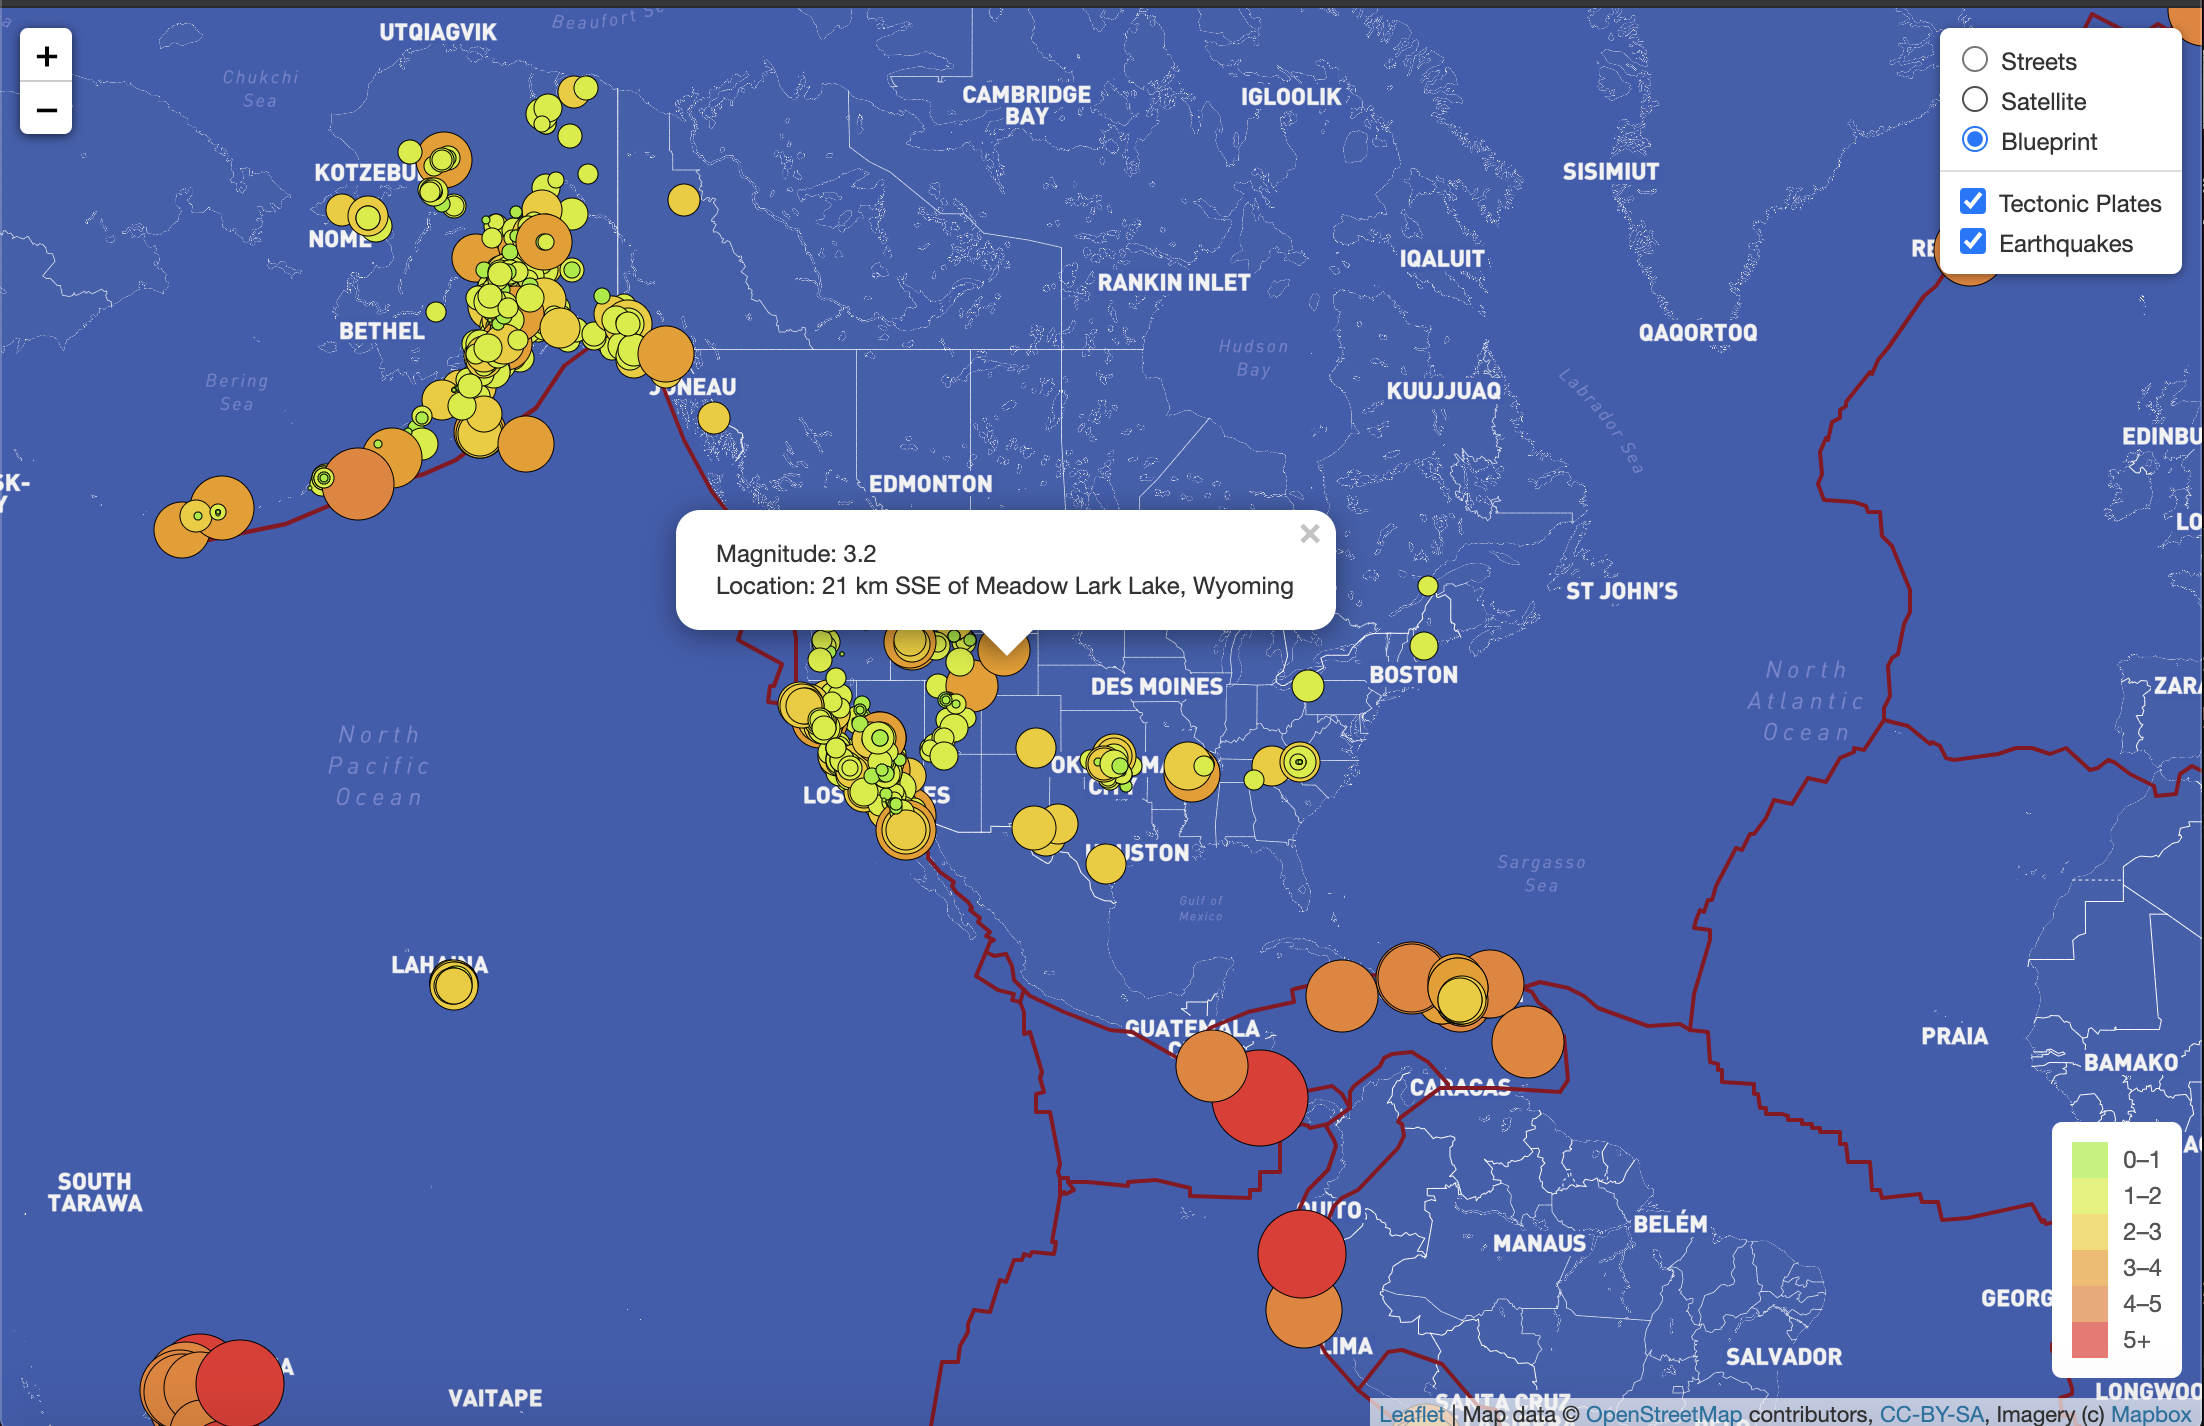 UTQIAGVIK
Beaufort Se
Chukchi
Sea
CAMBRIDGE
BAY
IGLOOLIK
KOTZEBU
SISIMIUT
NOME
IQALUIT
RE
RANKIN INLET
BETHEL
QAQORTOQ
Hudson
Bay
Bering
Sea
JUNEAU
KUUJJUAQ
Labrador Sea
EDINBU
EDMONTON
SK-
Y
LO
+
−
Streets
Satellite
Blueprint
Tectonic Plates
Earthquakes
×
Magnitude: 3.2
Location: 21 km SSE of Meadow Lark Lake, Wyoming
ST JOHN'S
BOSTON
DES MOINES
North
Atlantic
Ocean
ZARA
North
Pacific
Ocean
CITY
LOS
ES
HOUSTON
Sargasso
Sea
Gulf of
Mexico
LAHAINA
GUATEMALA
C
PRAIA
BAMAKO
CARACAS
SOUTH
TARAWA
QUITO
BELÉM
MANAUS
GEORG
LIMA
SALVADOR
A
VAITAPE
SANTA CRUZ
LONGWOO
0–1
1–2
2–3
3–4
4–5
5+
Leaflet | Map data © OpenStreetMap contributors, CC-BY-SA, Imagery (c) Mapbox